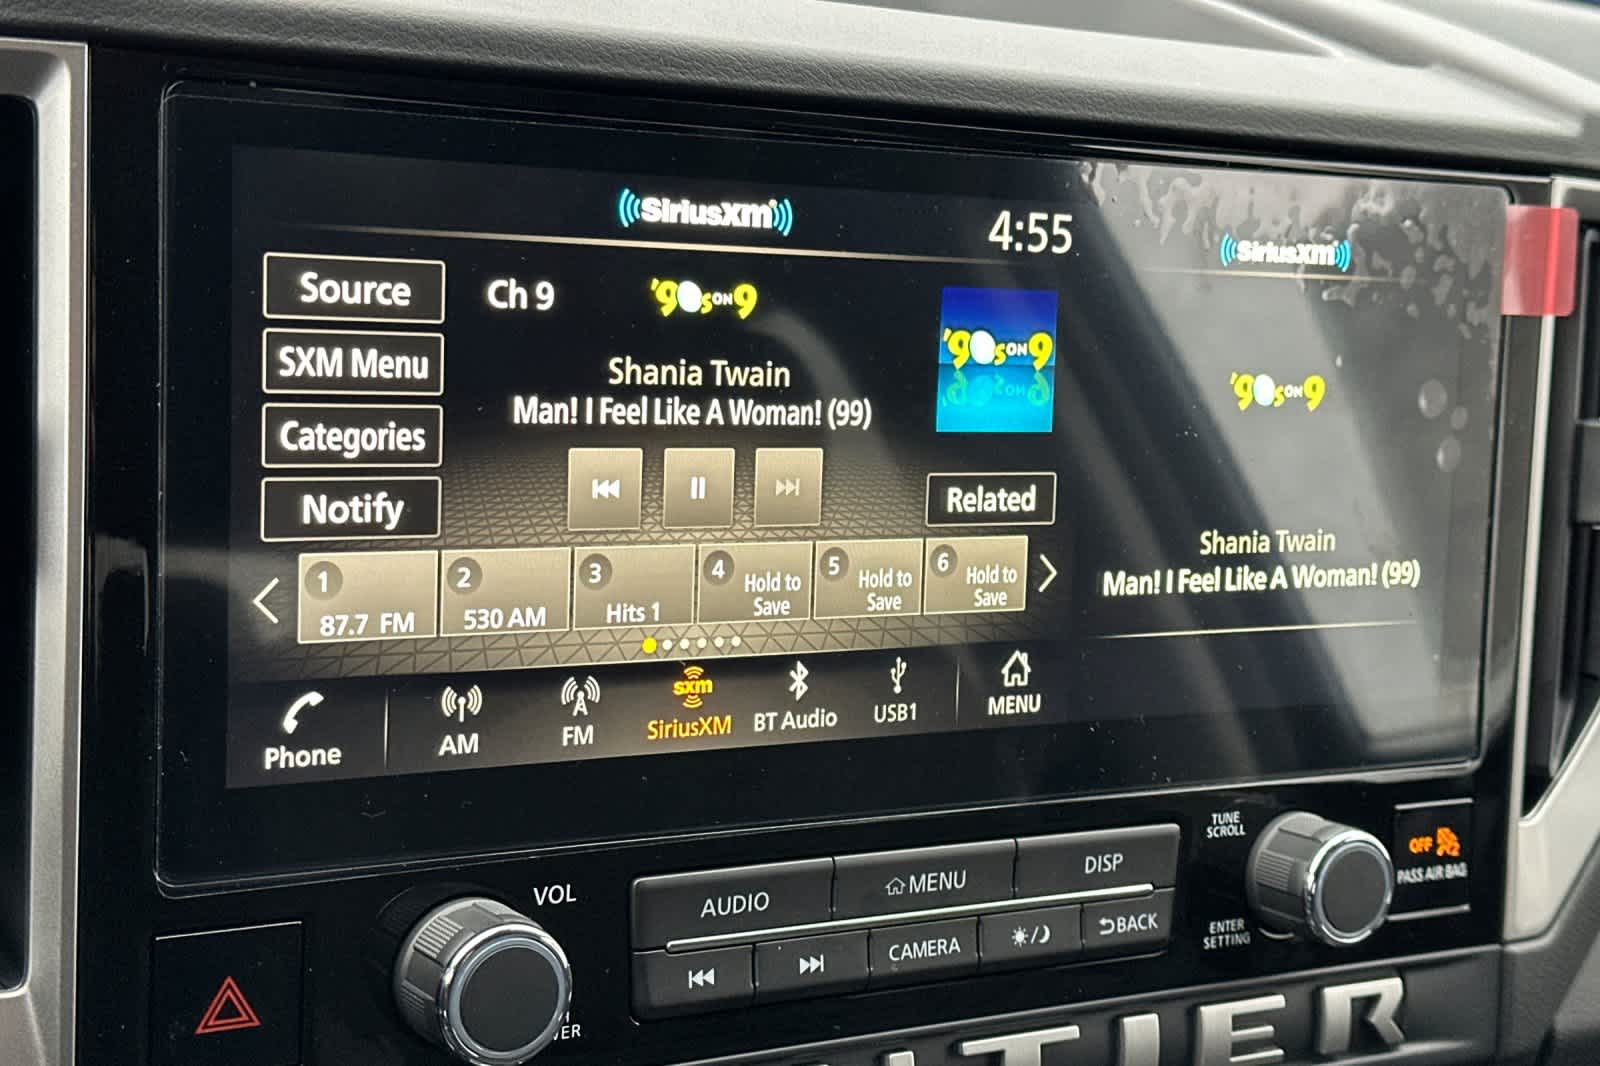 SiriusXM
4:55
SiriusXM
Source
Ch 9
'90s ON 9
SXM Menu
'90s ON 9
'90s ON 9
Shania Twain
Man! I Feel Like A Woman! (99)
Categories
Notify
Related
Shania Twain
Man! I Feel Like A Woman! (99)
1
87.7 FM
2
530 AM
3
Hits 1
4
Hold to
Save
5
Hold to
Save
6
Hold to
Save
Phone
AM
FM
sxm
SiriusXM
BT Audio
USB1
MENU
VOL
AUDIO
MENU
DISP
TUNE
SCROLL
OFF
PASS AIR BAG
CAMERA
BACK
ENTER
SETTING
TIER